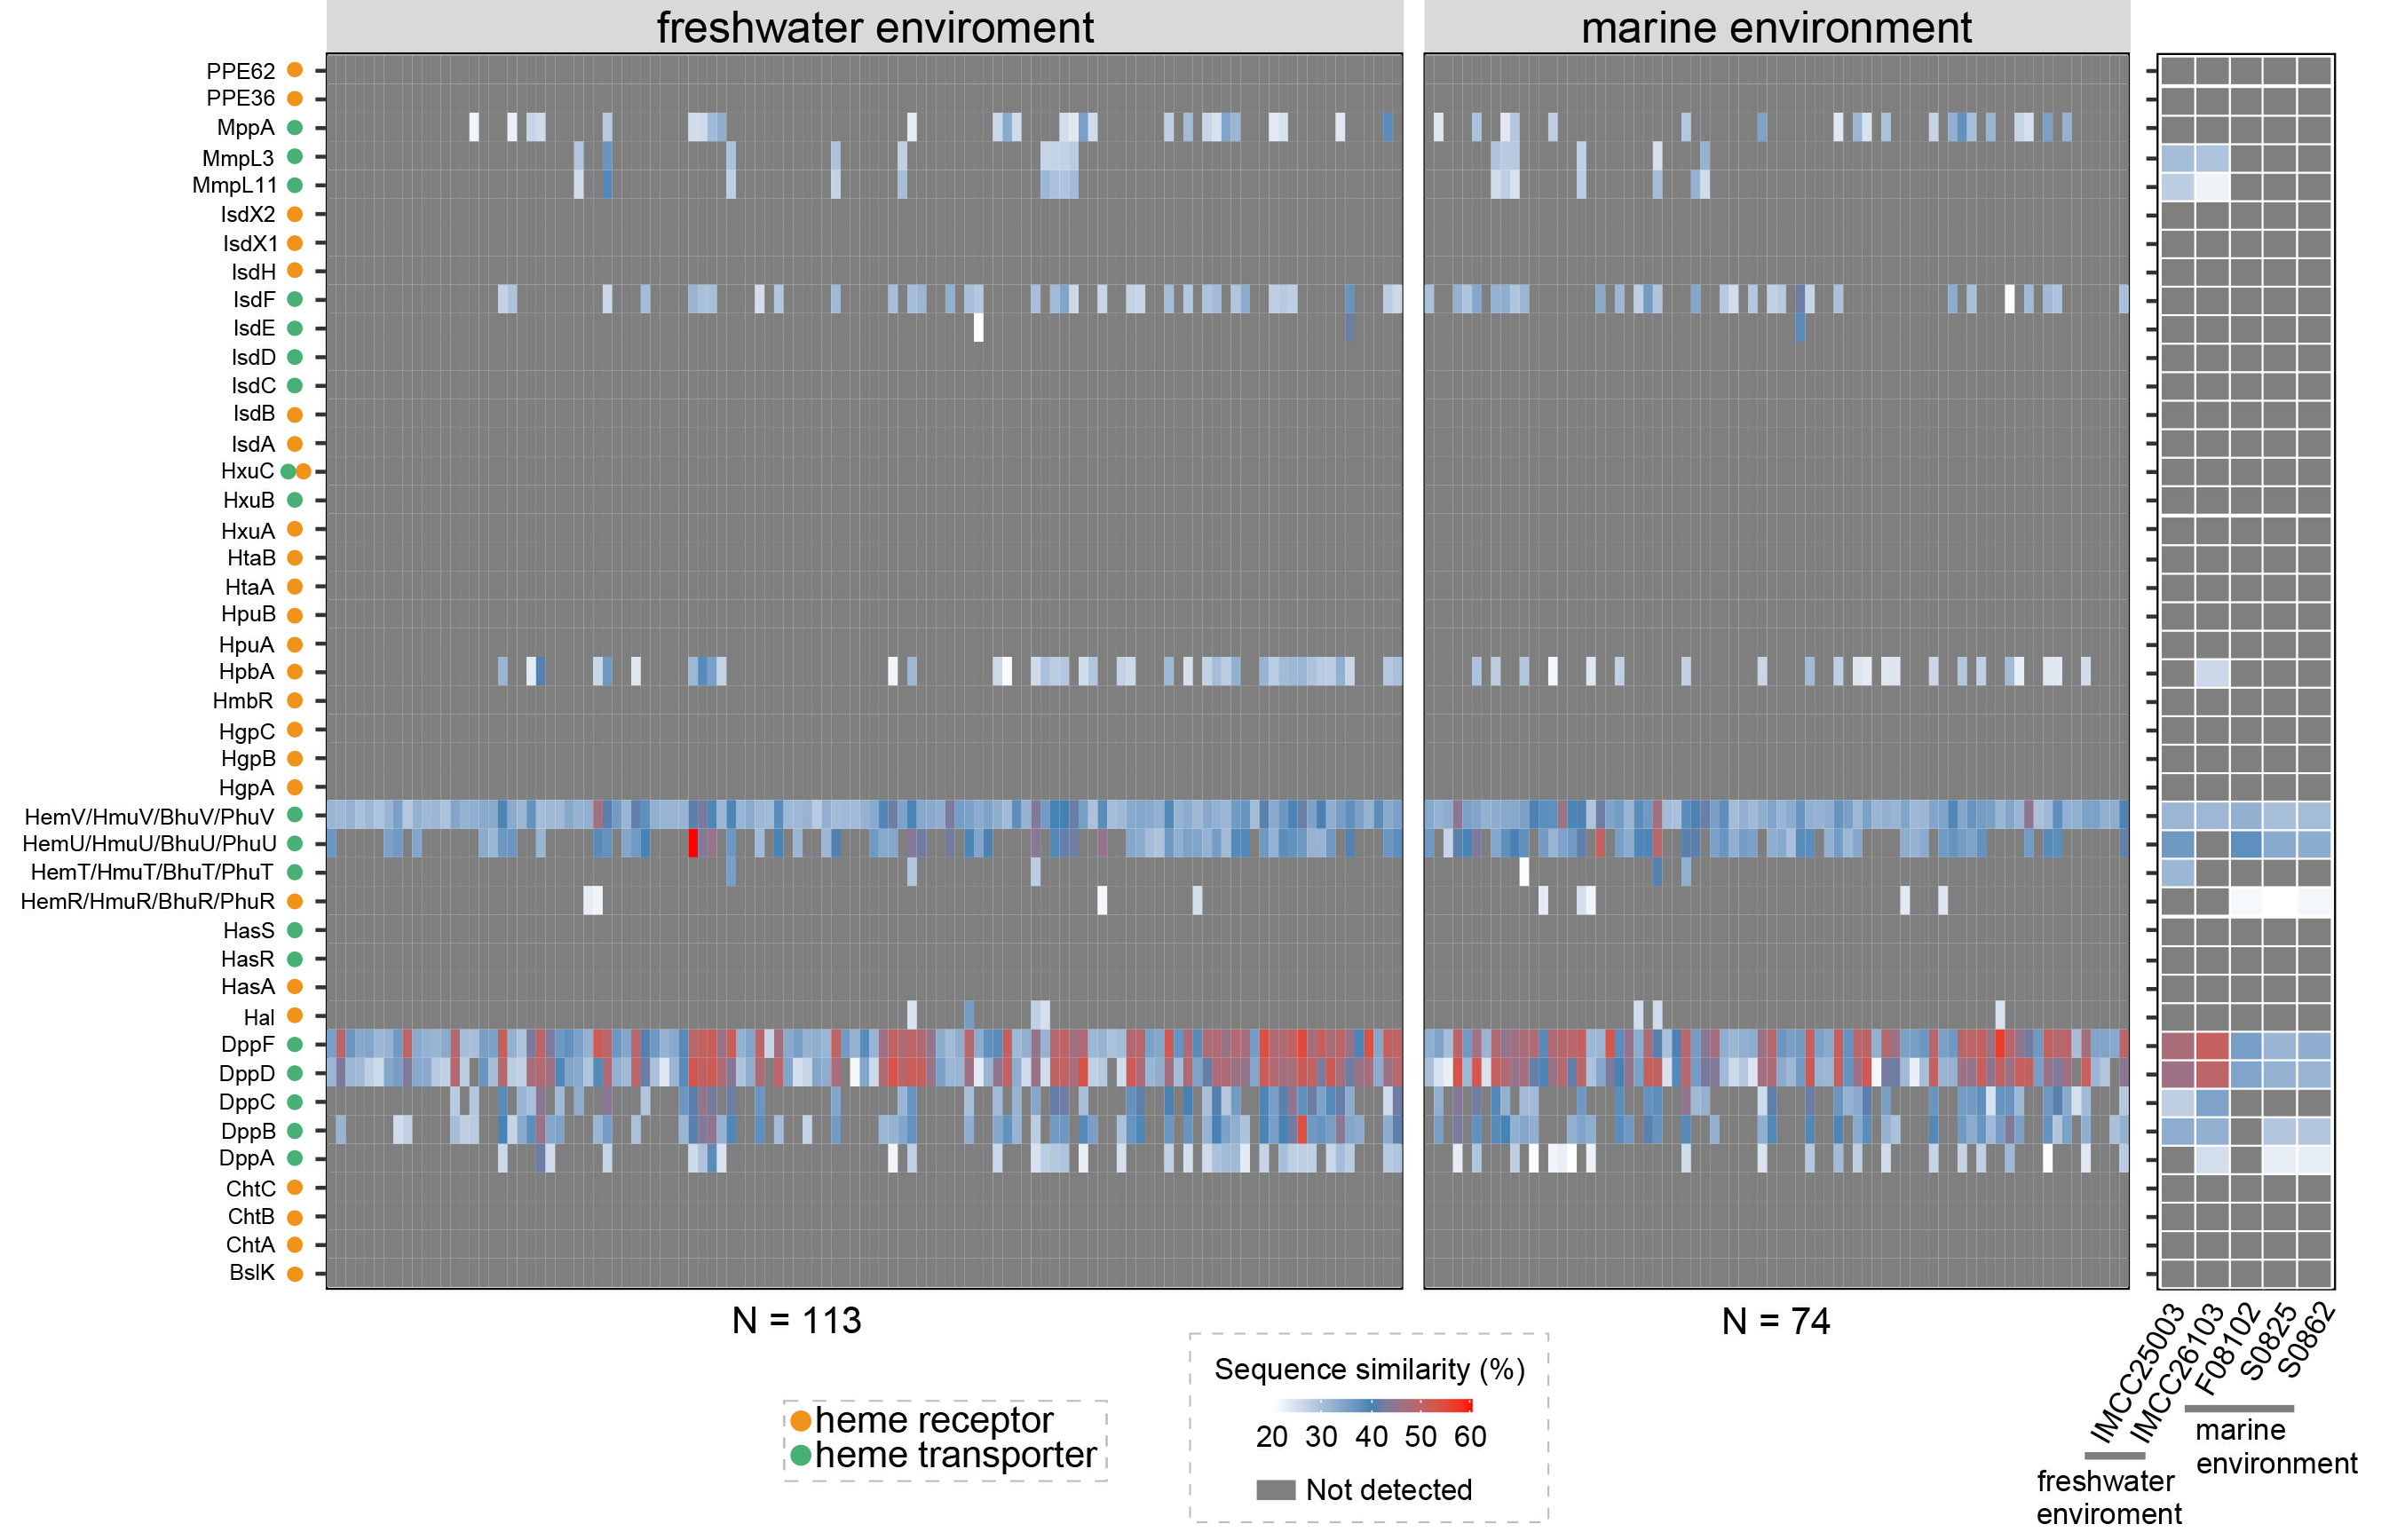 freshwater enviroment
marine environment
PPE62
PPE36
MppA
MmpL3
MmpL11
IsdX2
IsdX1
IsdH
IsdF
IsdE
IsdD
IsdC
IsdB
IsdA
HxuC
HxuB
HxuA
HtaB
HtaA
HpuB
HpuA
HpbA
HmbR
HgpC
HgpB
HgpA
HemV/HmuV/BhuV/PhuV
HemU/HmuU/BhuU/PhuU
HemT/HmuT/BhuT/PhuT
HemR/HmuR/BhuR/PhuR
HasS
HasR
HasA
Hal
DppF
DppD
DppC
DppB
DppA
ChtC
ChtB
ChtA
BslK
N = 113
N = 74
IMCC25003
IMCC26103
F08102
S0825
S0862
heme receptor
heme transporter
Sequence similarity (%)
20 30 40 50 60
Not detected
marine
environment
freshwater
enviroment